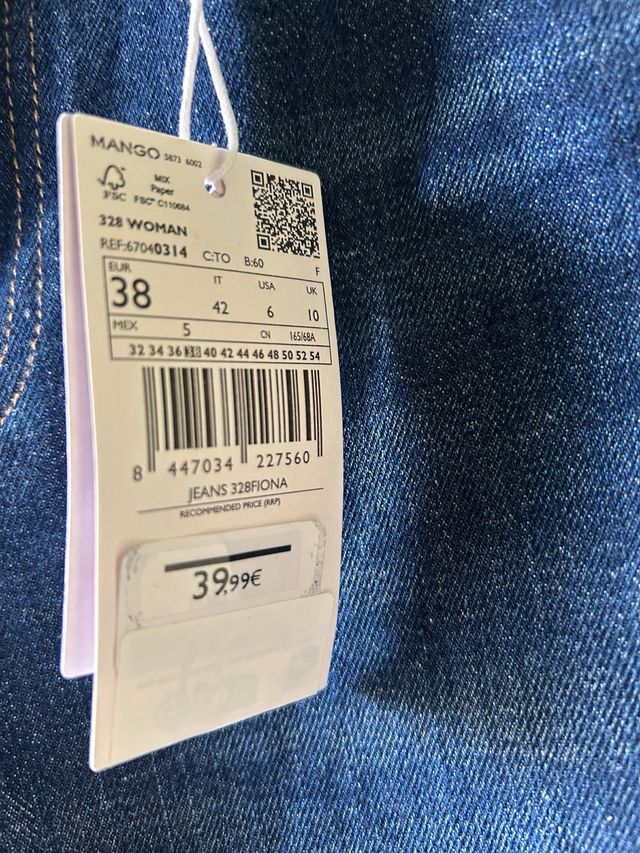 MANGO 5873 6002
FSC
MIX
Paper
FSC™ C110684
328 WOMAN
REF:67040314 C:TO B:60 F
EUR IT USA UK
38 42 6 10
MEX 5 CN 165/68A
32 34 36 38 40 42 44 46 48 50 52 54
8 447034 227560
JEANS 328FIONA
RECOMMENDED PRICE (RRP)
39,99€